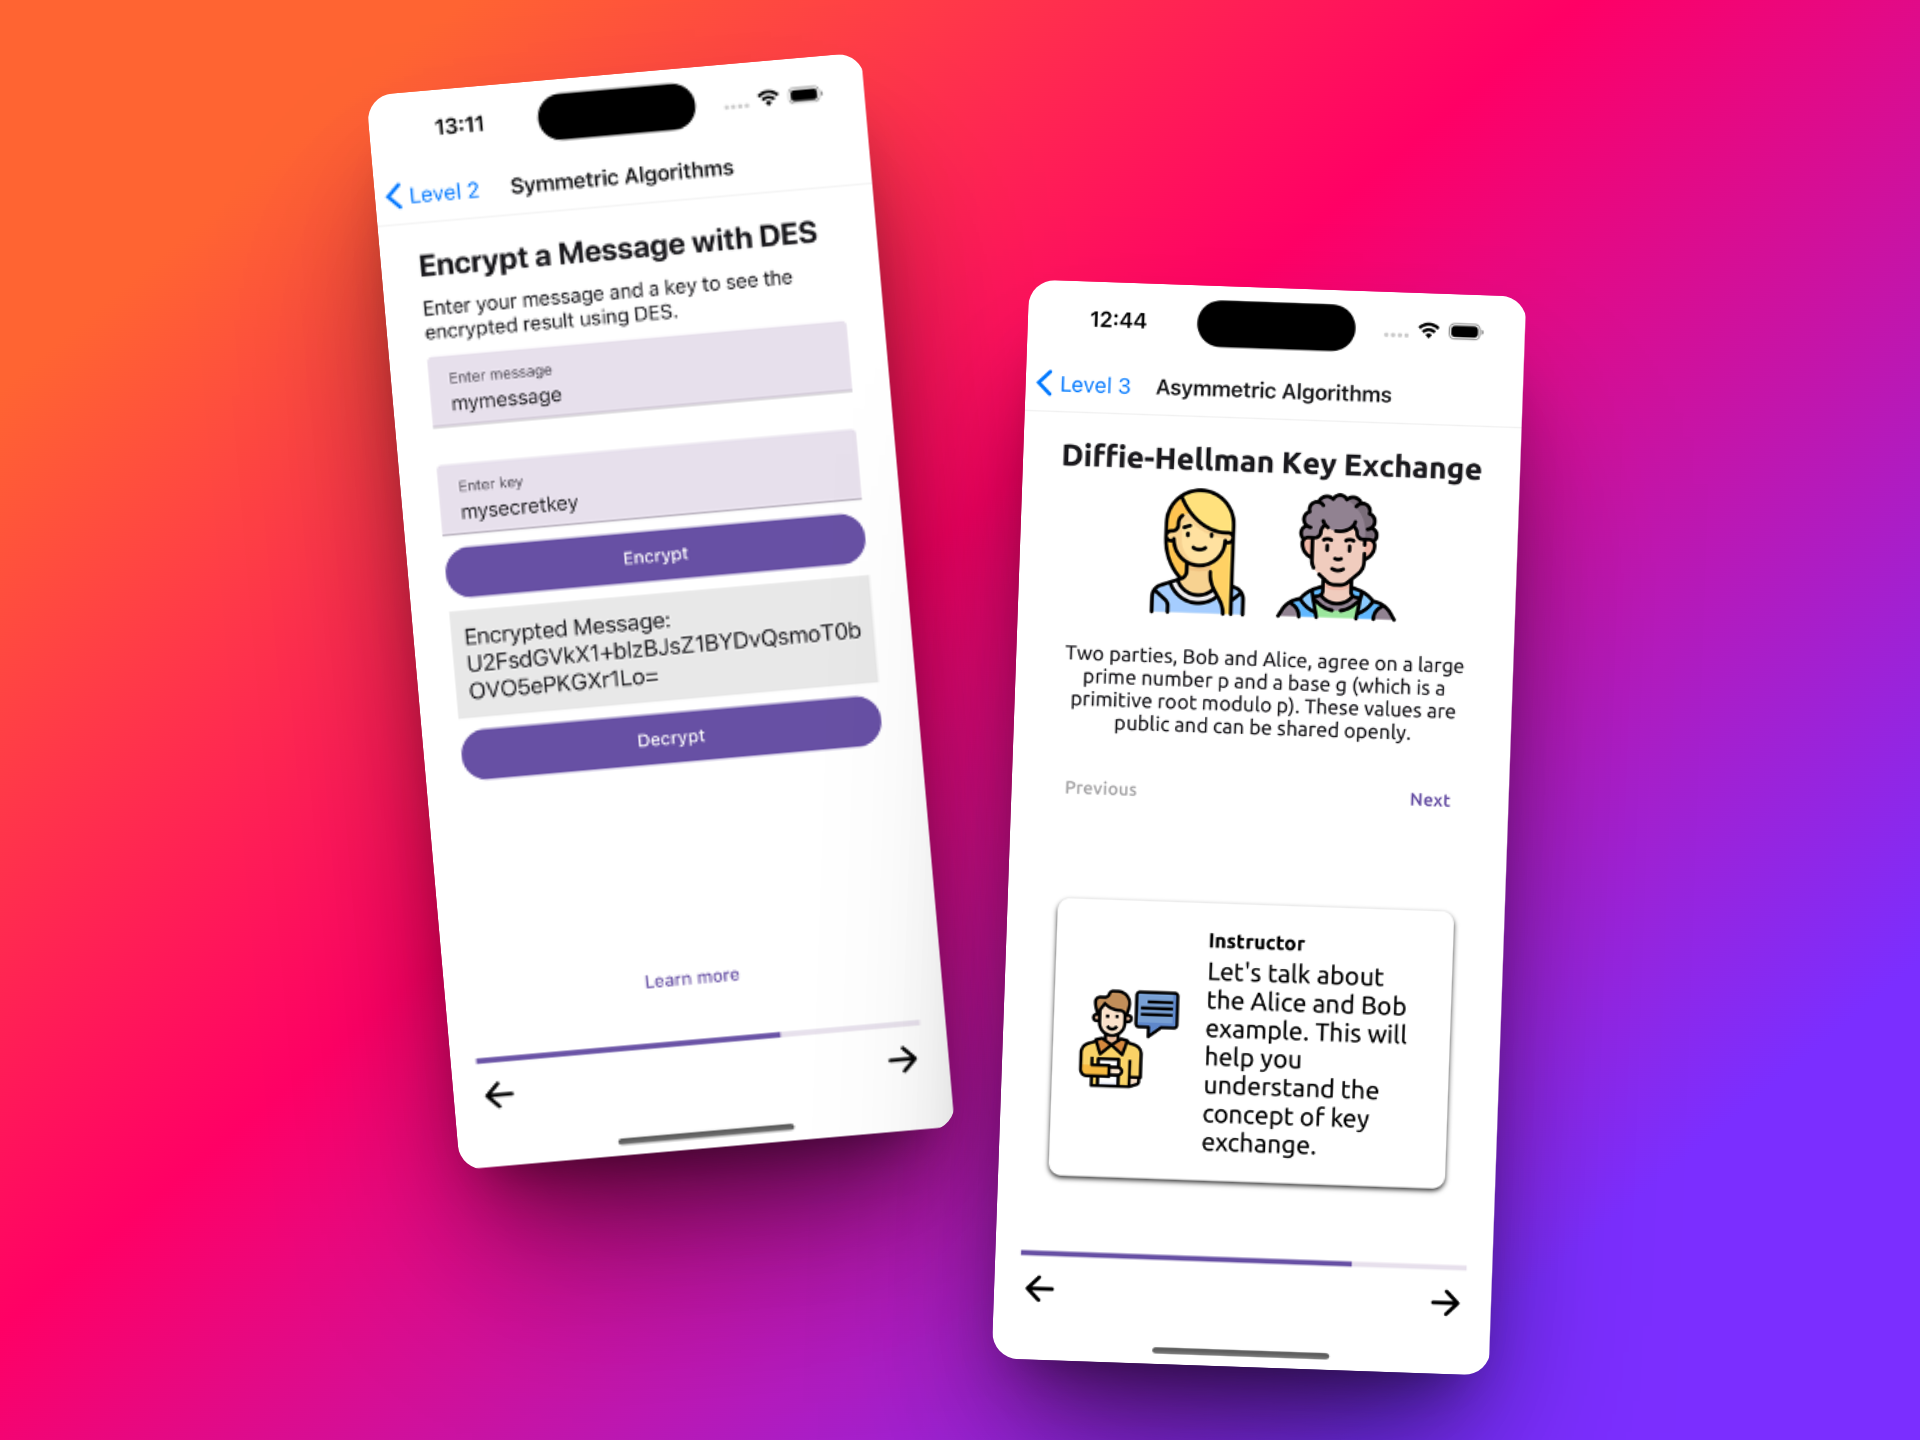 13:11
Level 2
Symmetric Algorithms
Encrypt a Message with DES
Enter your message and a key to see the
encrypted result using DES.
Enter message
mymessage
Enter key
mysecretkey
Encrypt
Encrypted Message:
U2FsdGVkX1+blzBJsZ1BYDvQsmoT0b
OVO5ePKGXr1Lo=
Decrypt
Learn more
12:44
Level 3
Asymmetric Algorithms
Diffie-Hellman Key Exchange
Two parties, Bob and Alice, agree on a large
prime number p and a base g (which is a
primitive root modulo p). These values are
public and can be shared openly.
Previous
Next
Instructor
Let's talk about
the Alice and Bob
example. This will
help you
understand the
concept of key
exchange.